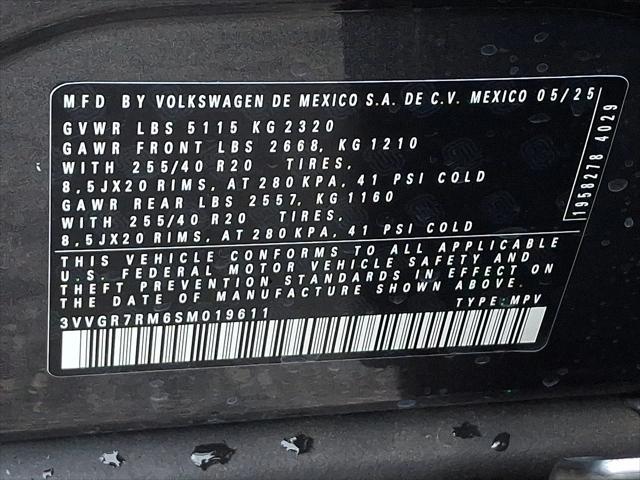 MFD BY VOLKSWAGEN DE MEXICO S.A. DE C.V. MEXICO 05/25
GVWR LBS 5115 KG 2320
GAWR FRONT LBS 2668, KG 1210
WITH 255/40 R20 TIRES,
8,5JX20 RIMS, AT 280 KPA, 41 PSI COLD
GAWR REAR LBS 2557, KG 1160
WITH 255/40 R20 TIRES,
8,5JX20 RIMS, AT 280 KPA, 41 PSI COLD
THIS VEHICLE CONFORMS TO ALL APPLICABLE
U.S. FEDERAL MOTOR VEHICLE SAFETY AND
THEFT PREVENTION STANDARDS IN EFFECT ON
THE DATE OF MANUFACTURE SHOWN ABOVE.
TYPE: MPV
3VVGR7RM6SM019611
1958278 4029